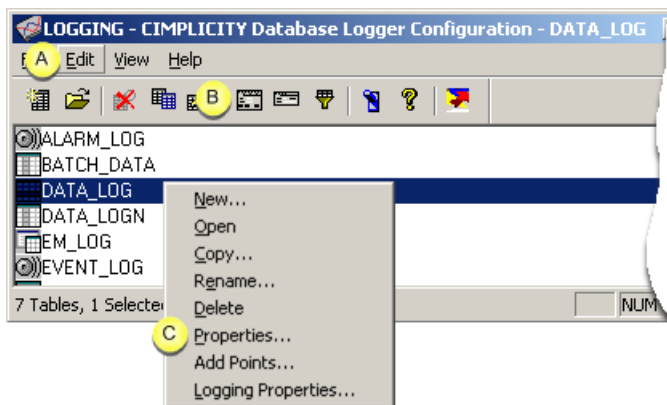 LOGGING - CIMPLICITY Database Logger Configuration - DATA_LOG
A Edit View Help
B
ALARM_LOG
BATCH_DATA
DATA_LOG
DATA_LOGN
EM_LOG
EVENT_LOG
7 Tables, 1 Selected
NUM
New...
Open
Copy...
Rename...
Delete
C Properties...
Add Points...
Logging Properties...